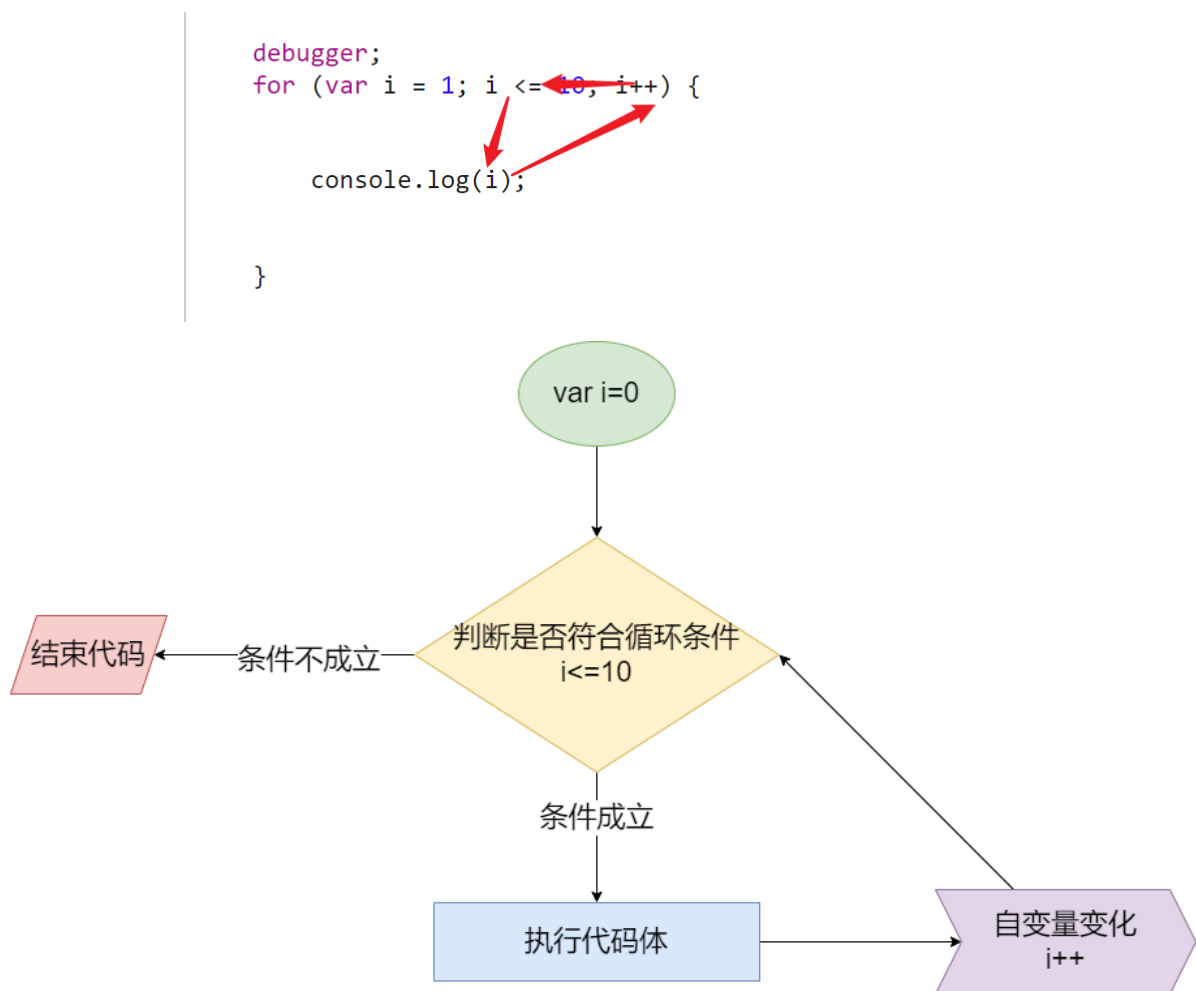 debugger;
for (var i = 1; i <= 10; i++) {
console.log(i);
}
var i=0
判断是否符合循环条件
i<=10
结束代码
条件不成立
条件成立
执行代码体
自变量变化
i++